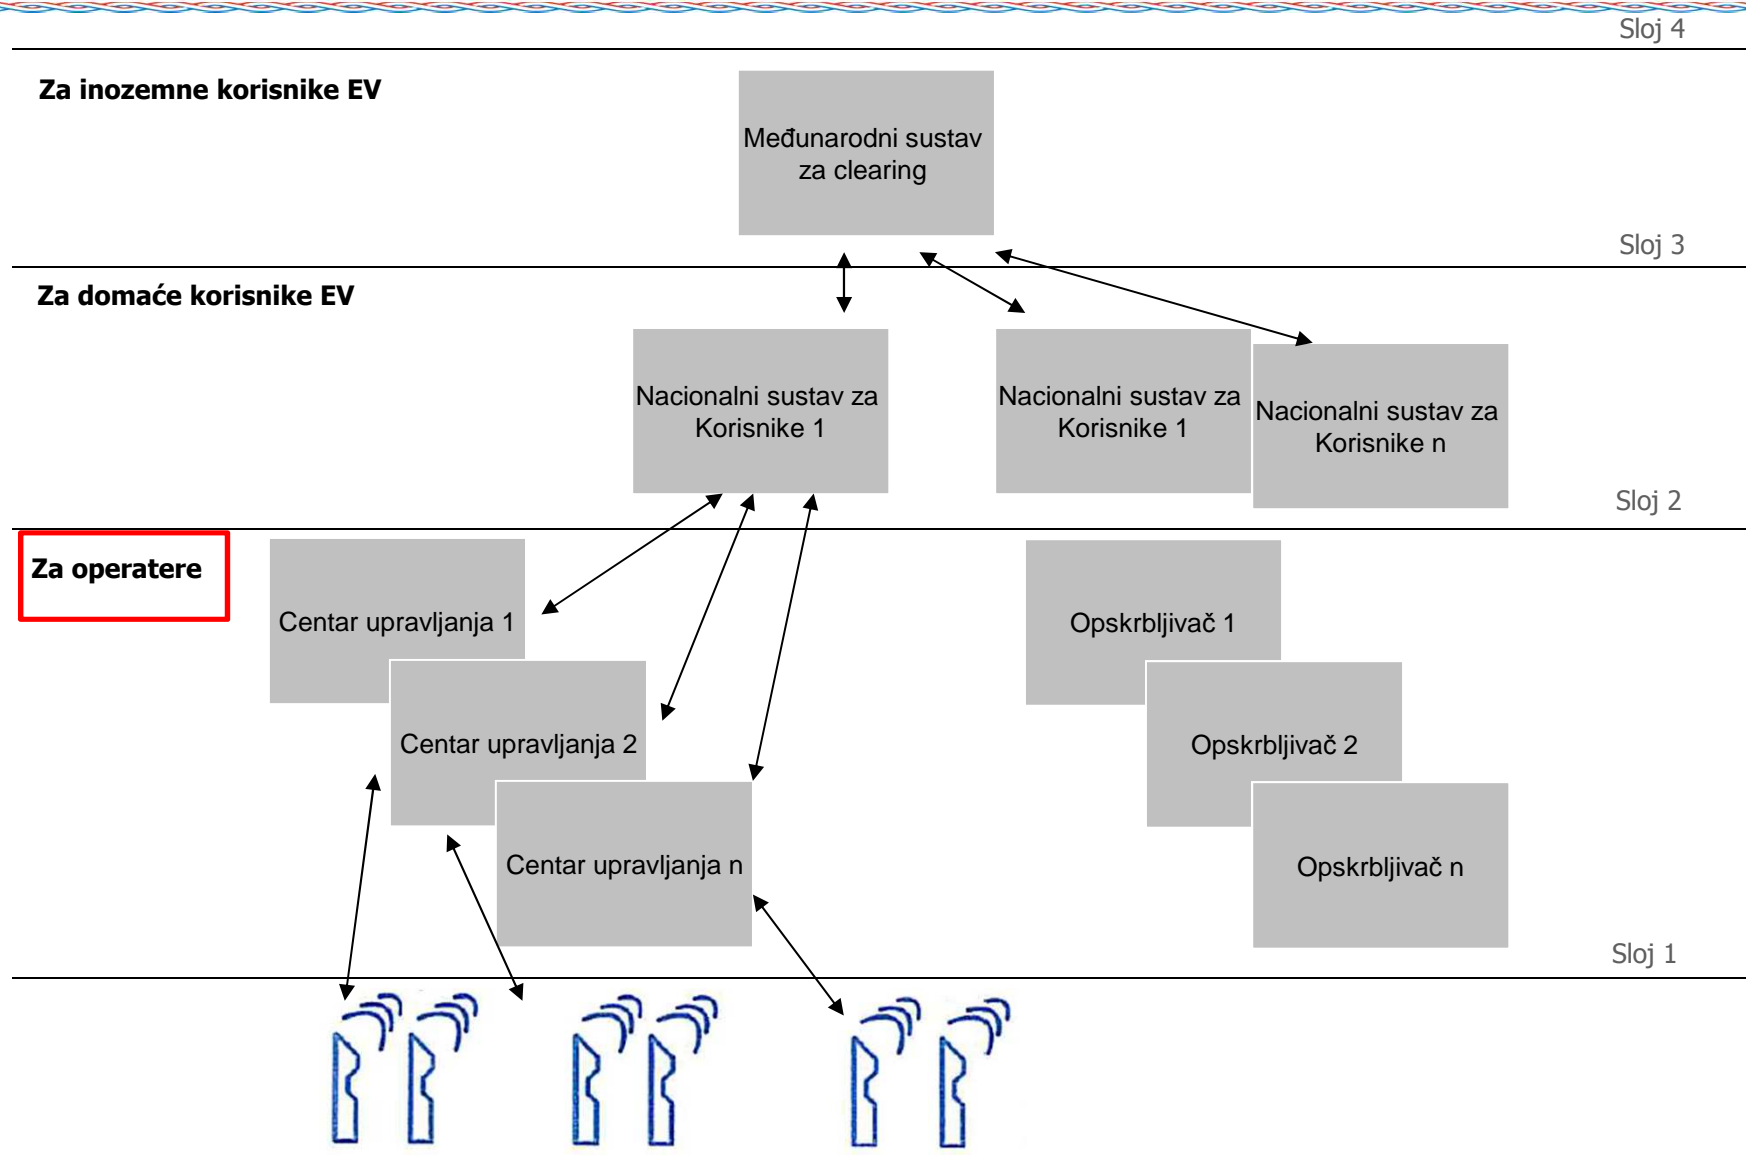 Sloj 4
Za inozemne korisnike EV
Međunarodni sustav
za clearing
Sloj 3
Za domaće korisnike EV
Nacionalni sustav za
Korisnike 1
Nacionalni sustav za
Korisnike 1
Nacionalni sustav za
Korisnike n
Sloj 2
Za operatere
Centar upravljanja 1
Opskrbljivač 1
Centar upravljanja 2
Opskrbljivač 2
Centar upravljanja n
Opskrbljivač n
Sloj 1